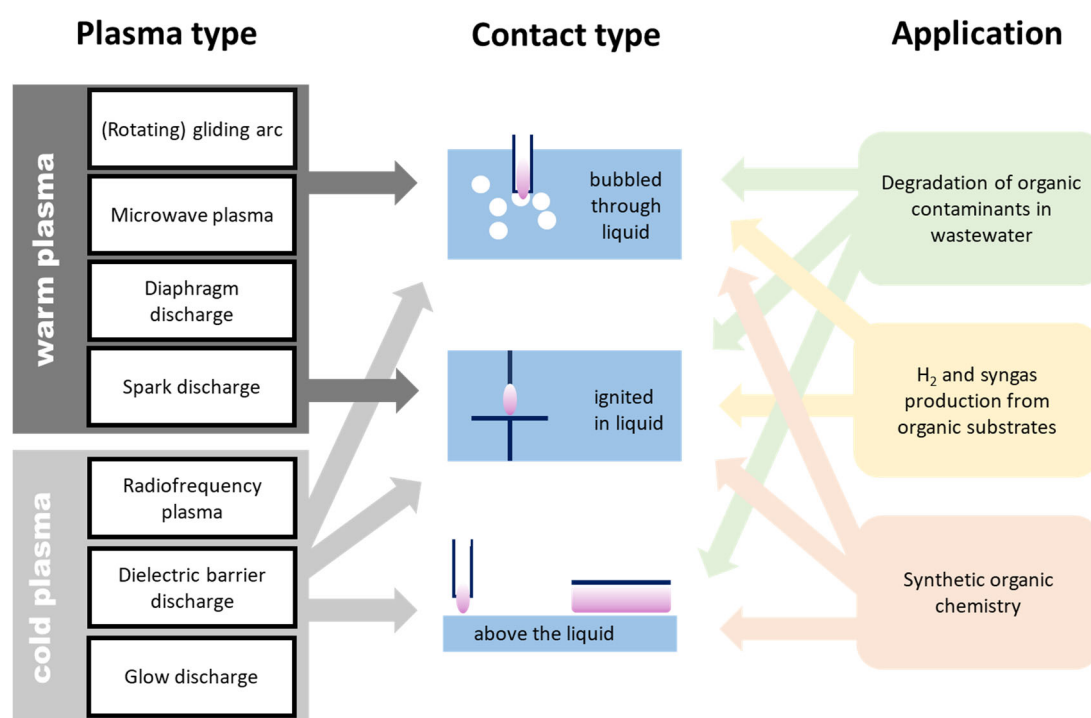 Plasma type
Contact type
Application
warm plasma
(Rotating) gliding arc
Microwave plasma
Diaphragm
discharge
Spark discharge
cold plasma
Radiofrequency
plasma
Dielectric barrier
discharge
Glow discharge
bubbled
through
liquid
ignited
in liquid
above the liquid
Degradation of organic
contaminants in
wastewater
H₂ and syngas
production from
organic substrates
Synthetic organic
chemistry